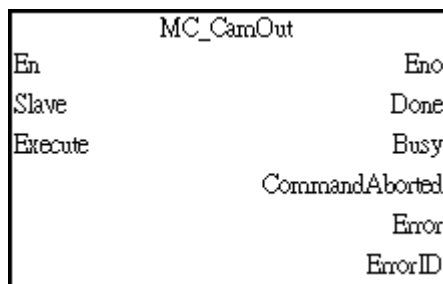 MC_CamOut
En Eno
Slave Done
Execute Busy
CommandAborted
Error
ErrorID